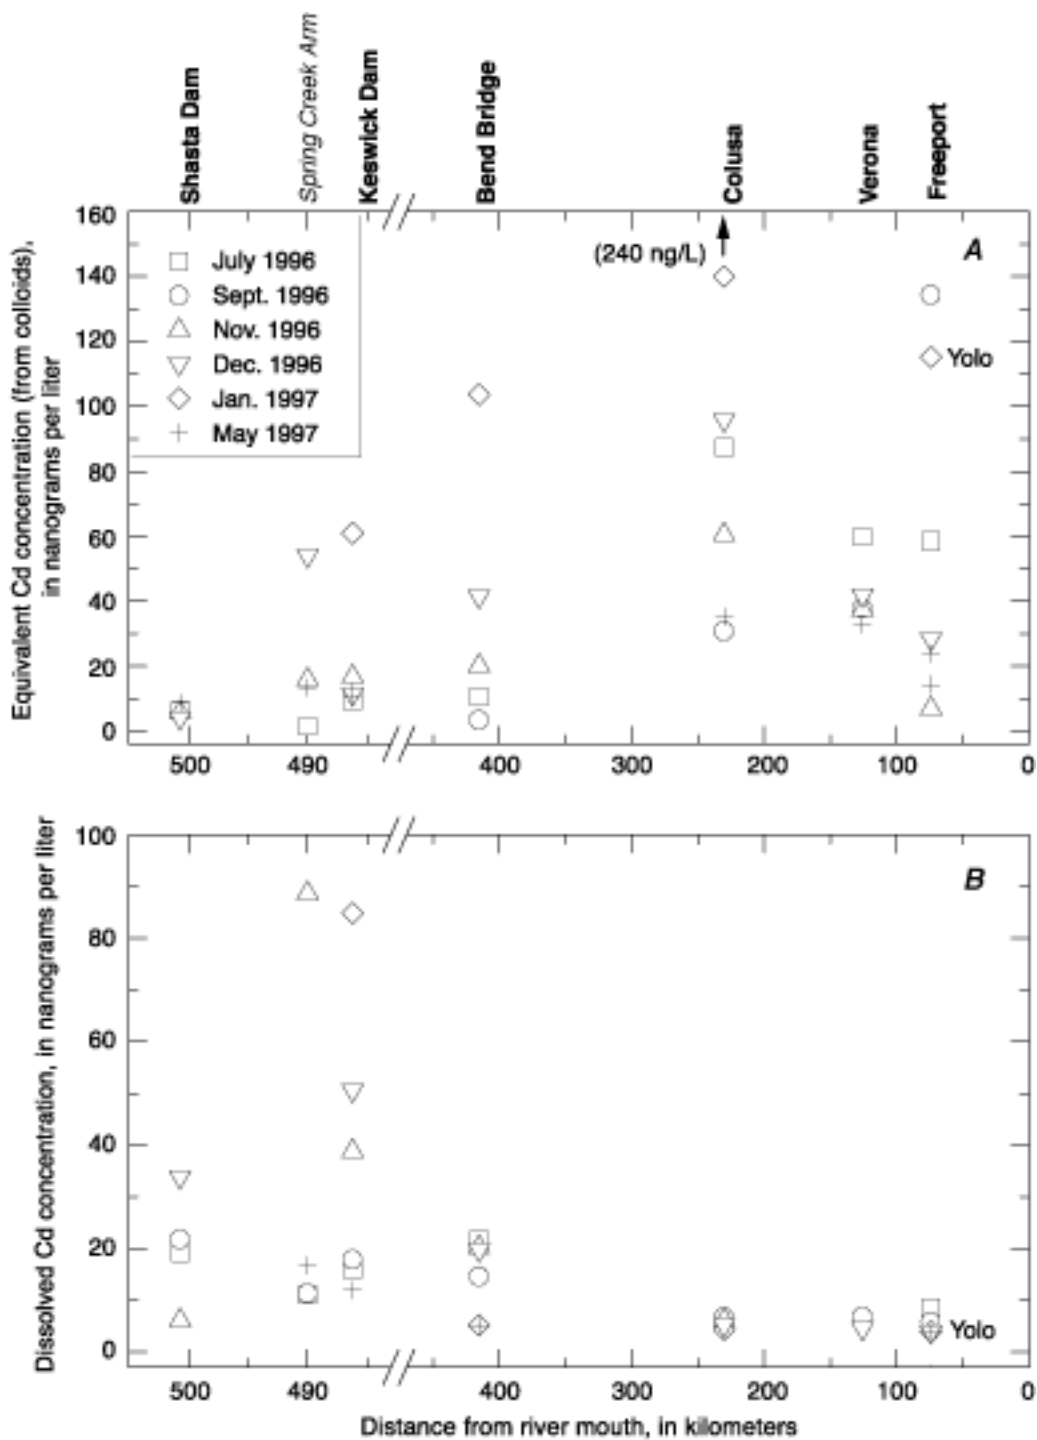 Shasta Dam
Spring Creek Arm
Keswick Dam
Bend Bridge
Colusa
Verona
Freeport
Equivalent Cd concentration (from colloids),
in nanograms per liter
160
140
120
100
80
60
40
20
0
July 1996
Sept. 1996
Nov. 1996
Dec. 1996
Jan. 1997
May 1997
(240 ng/L)
A
Yolo
500
490
400
300
200
100
0
Dissolved Cd concentration, in nanograms per liter
100
80
60
40
20
0
B
Yolo
500
490
400
300
200
100
0
Distance from river mouth, in kilometers